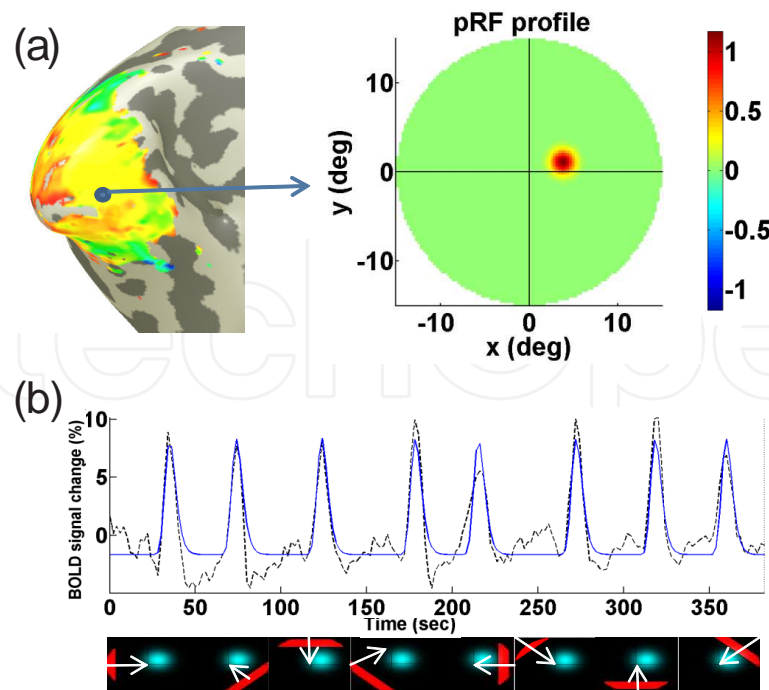 (a)
pRF profile
10
0
-10
y (deg)
-10 0 10
x (deg)
1
0.5
0
-0.5
-1
(b)
10
5
0
BOLD signal change (%)
0 50 100 150 200 250 300 350
Time (sec)